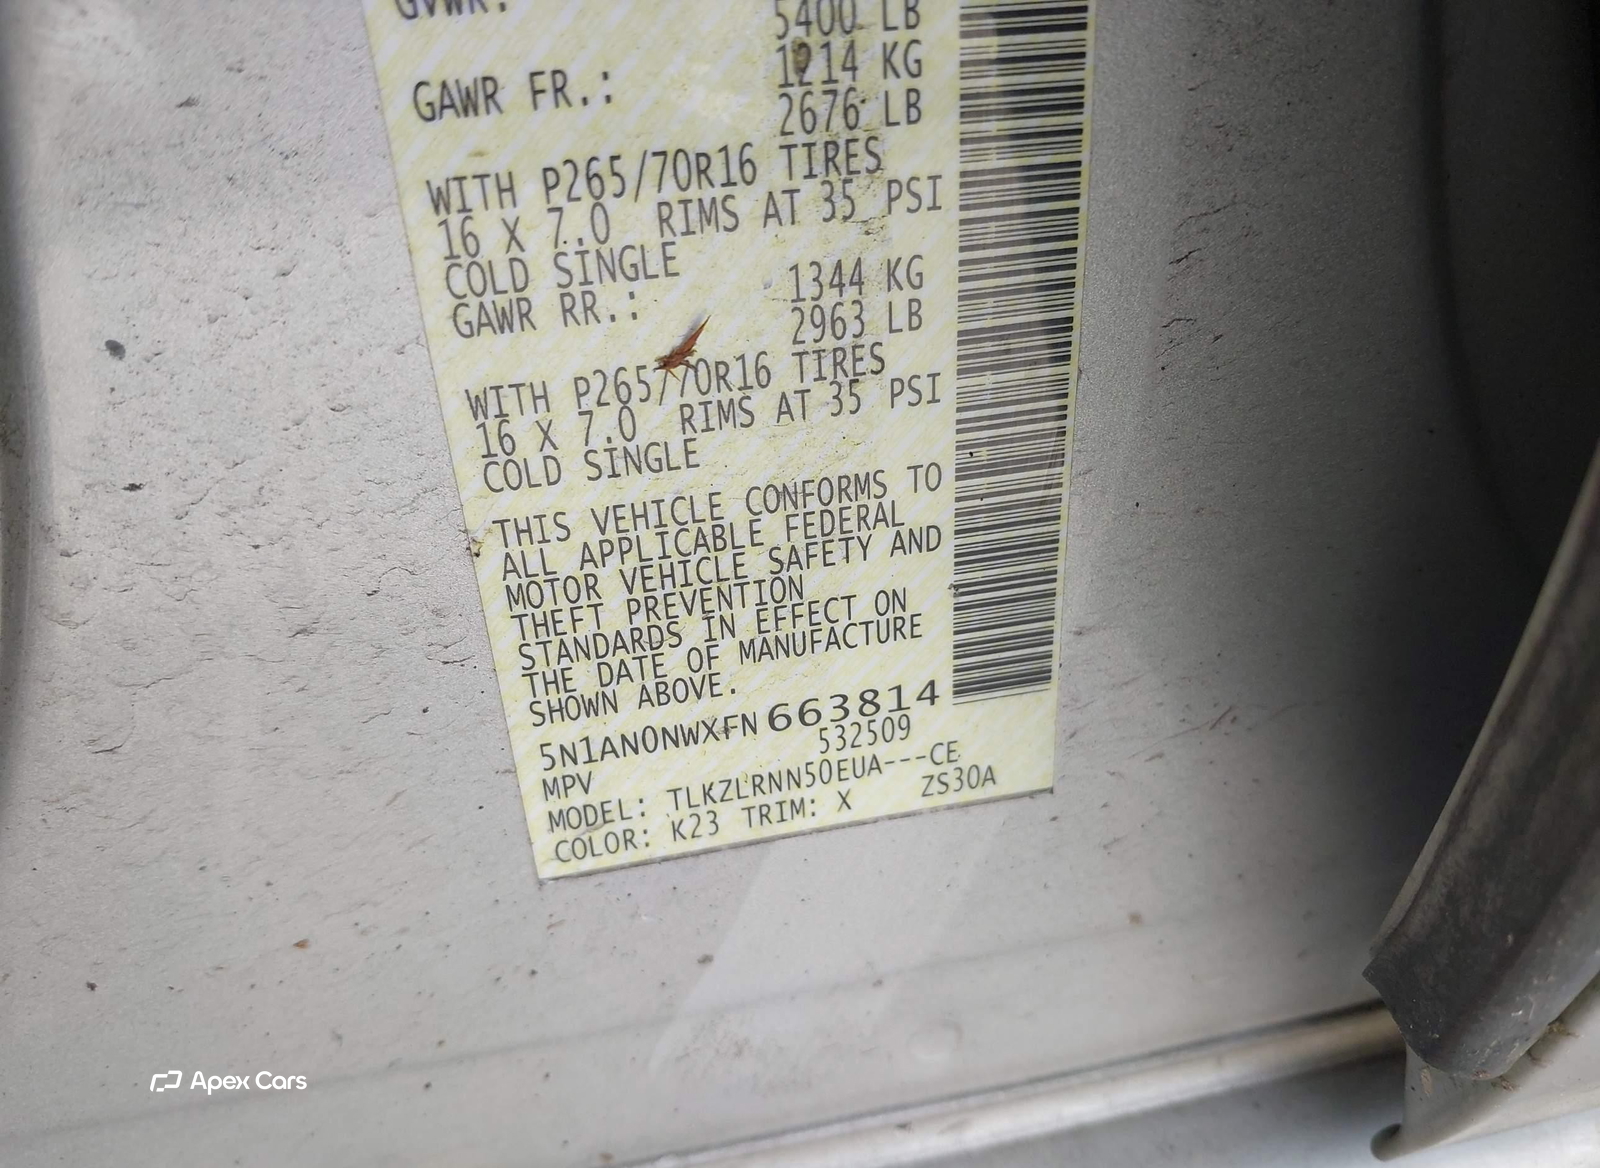 GVWR:
5400 LB
GAWR FR.: 1214 KG
2676 LB
WITH P265/70R16 TIRES
16 X 7.0 RIMS AT 35 PSI
COLD SINGLE
GAWR RR.: 1344 KG
2963 LB
WITH P265/70R16 TIRES
16 X 7.0 RIMS AT 35 PSI
COLD SINGLE
THIS VEHICLE CONFORMS TO
ALL APPLICABLE FEDERAL
MOTOR VEHICLE SAFETY AND
THEFT PREVENTION
STANDARDS IN EFFECT ON
THE DATE OF MANUFACTURE
SHOWN ABOVE.
5N1AN0NWXFN663814
MPV 532509
MODEL: TLKZLRNN50EUA---CE
COLOR: K23 TRIM: X ZS30A
Apex Cars